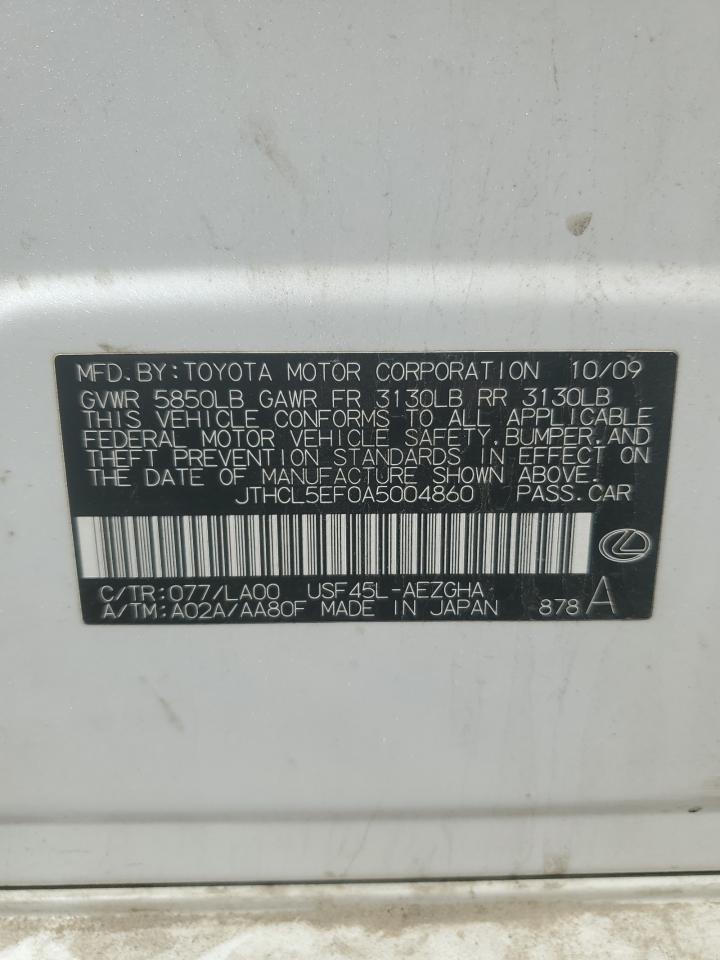 MFD.BY:TOYOTA MOTOR CORPORATION 10/09
GVWR 5850LB GAWR FR 3130LB RR 3130LB
THIS VEHICLE CONFORMS TO ALL APPLICABLE
FEDERAL MOTOR VEHICLE SAFETY,BUMPER,AND
THEFT PREVENTION STANDARDS IN EFFECT ON
THE DATE OF MANUFACTURE SHOWN ABOVE.
JTHCL5EF0A5004860 PASS.CAR
C/TR:077/LA00 USF45L-AEZGHA
A/TM:A02A/AA80F MADE IN JAPAN 878 A